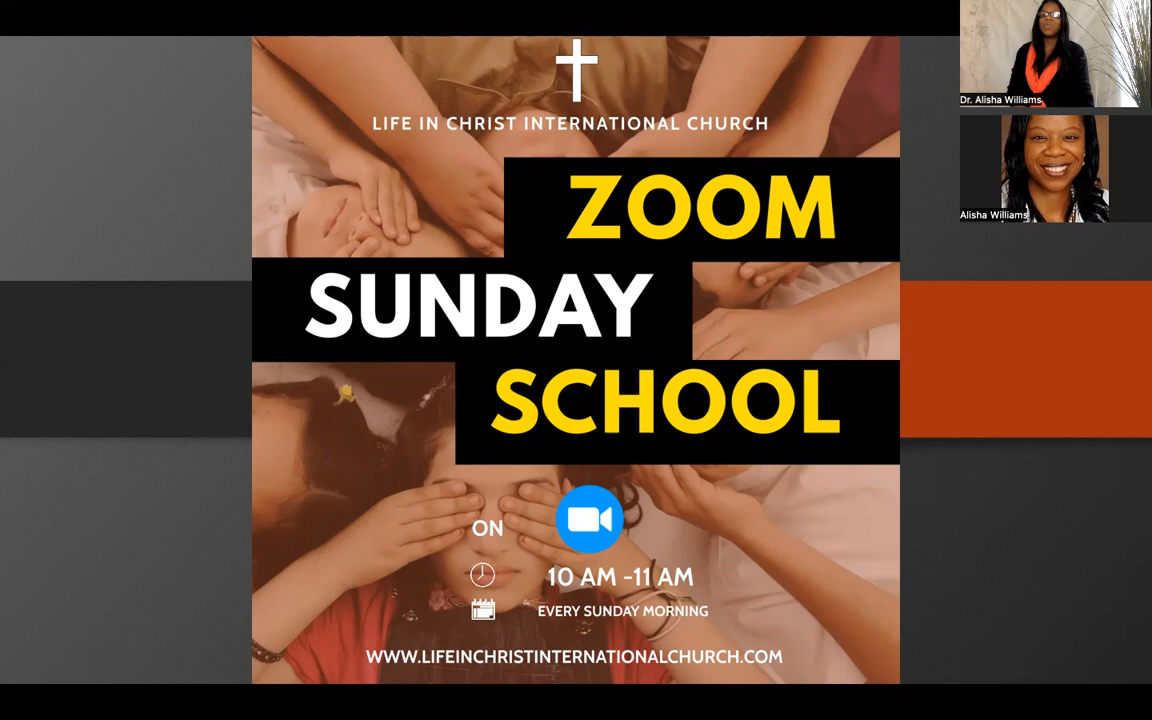 LIFE IN CHRIST INTERNATIONAL CHURCH
ZOOM
SUNDAY
SCHOOL
ON
10 AM -11 AM
EVERY SUNDAY MORNING
WWW.LIFEINCHRISTINTERNATIONALCHURCH.COM
Dr. Alisha Williams
Alisha Williams